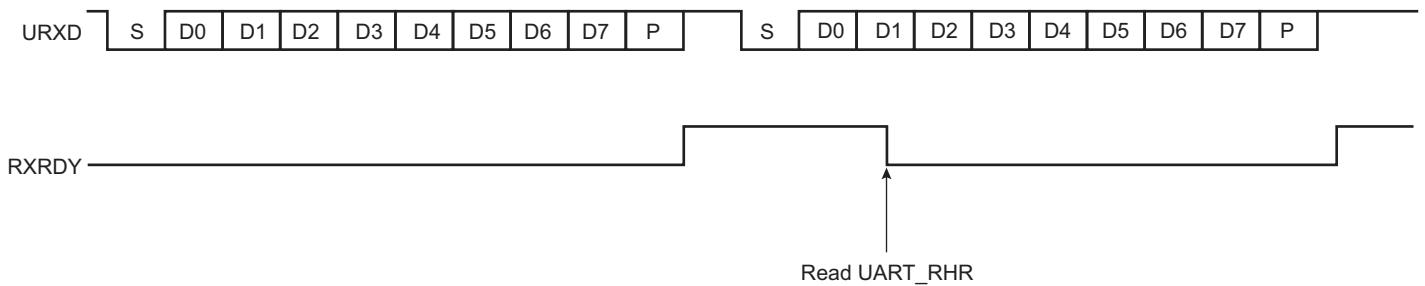 URXD S D0 D1 D2 D3 D4 D5 D6 D7 P S D0 D1 D2 D3 D4 D5 D6 D7 P
RXRDY
Read UART_RHR